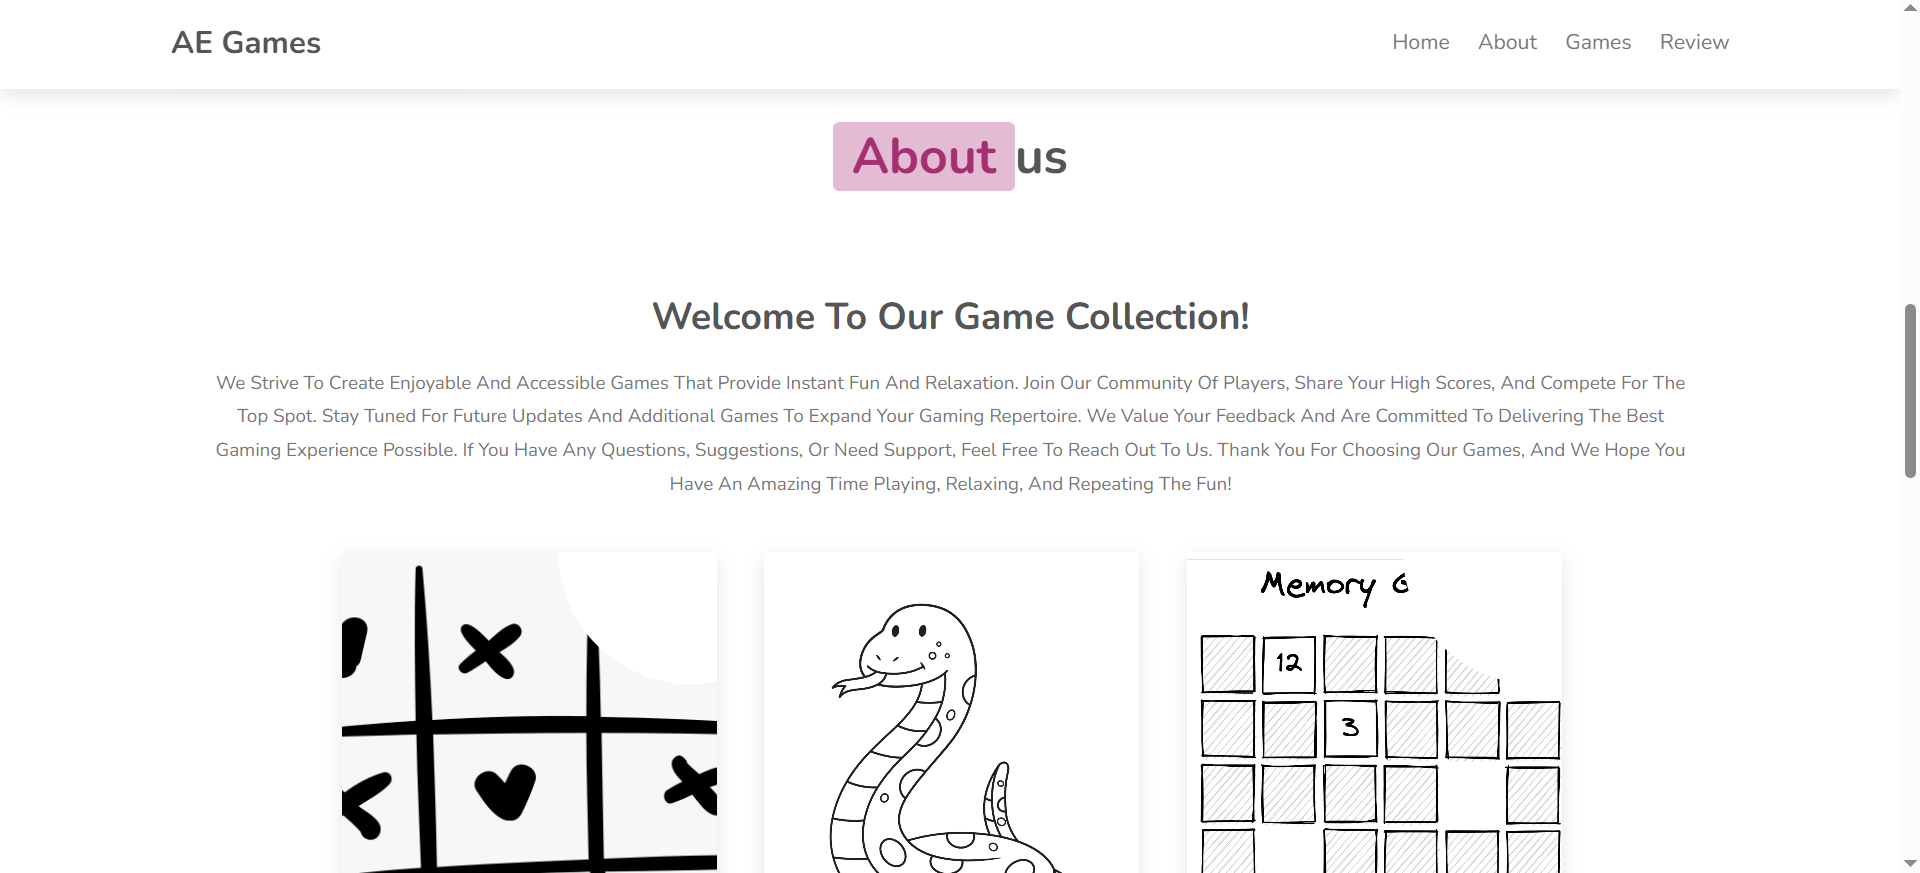 AE Games
Home About Games Review
About us
Welcome To Our Game Collection!
We Strive To Create Enjoyable And Accessible Games That Provide Instant Fun And Relaxation. Join Our Community Of Players, Share Your High Scores, And Compete For The
Top Spot. Stay Tuned For Future Updates And Additional Games To Expand Your Gaming Repertoire. We Value Your Feedback And Are Committed To Delivering The Best
Gaming Experience Possible. If You Have Any Questions, Suggestions, Or Need Support, Feel Free To Reach Out To Us. Thank You For Choosing Our Games, And We Hope You
Have An Amazing Time Playing, Relaxing, And Repeating The Fun!
Memory G
12
3